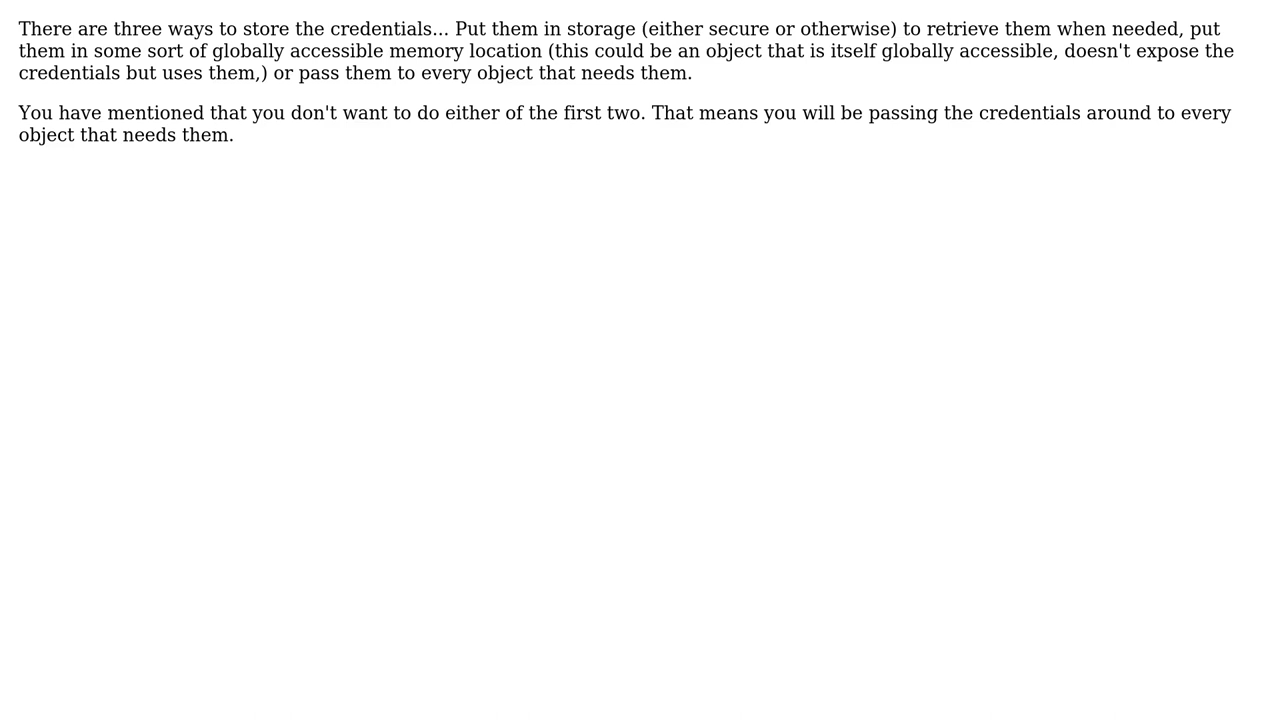 There are three ways to store the credentials... Put them in storage (either secure or otherwise) to retrieve them when needed, put
them in some sort of globally accessible memory location (this could be an object that is itself globally accessible, doesn't expose the
credentials but uses them,) or pass them to every object that needs them.
You have mentioned that you don't want to do either of the first two. That means you will be passing the credentials around to every
object that needs them.